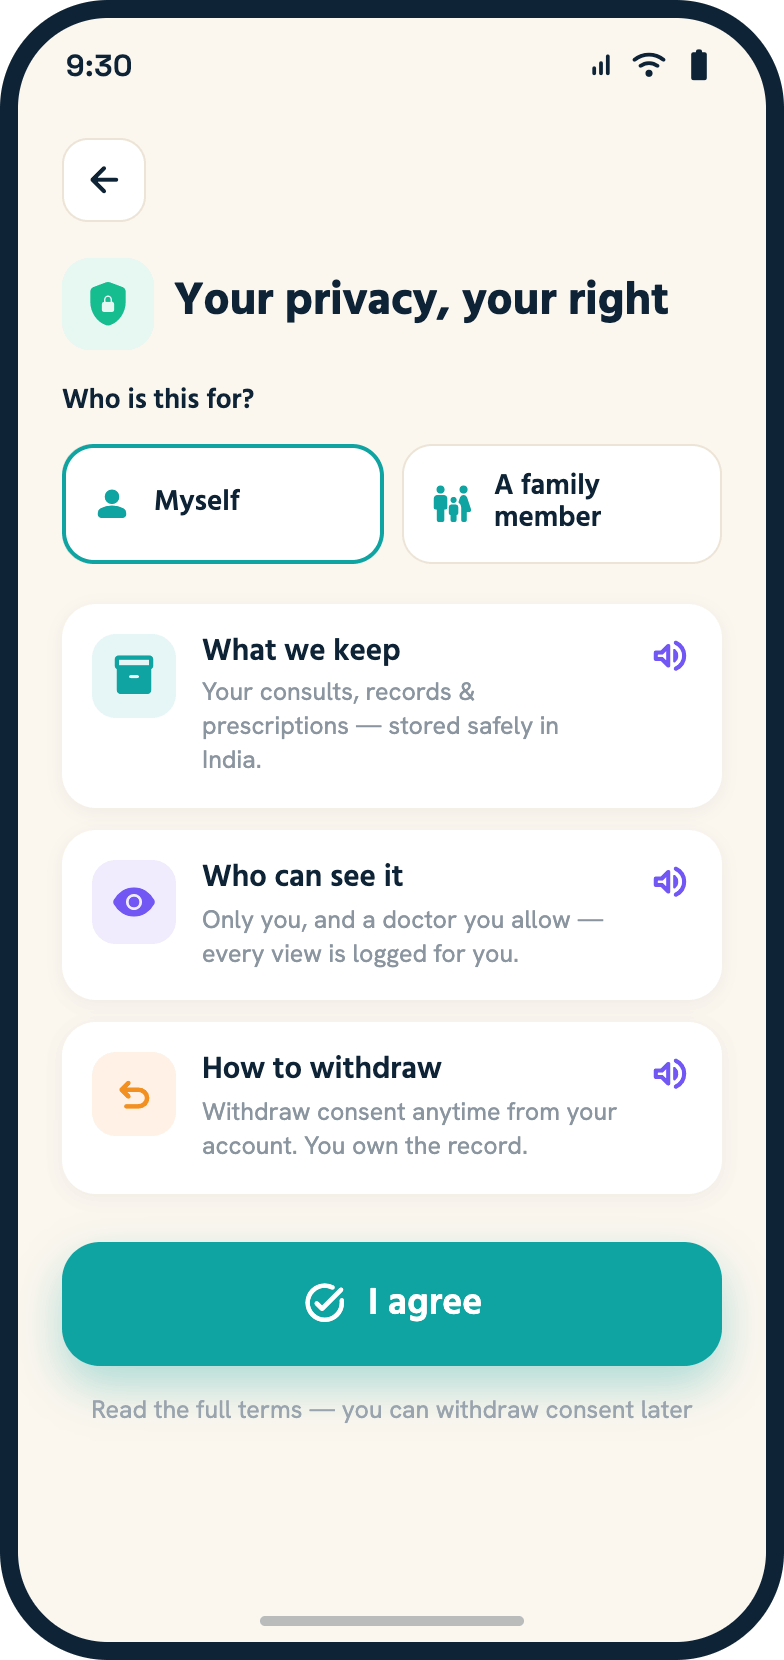 9:30
Your privacy, your right
Who is this for?
Myself
A family
member
What we keep
Your consults, records &
prescriptions — stored safely in
India.
Who can see it
Only you, and a doctor you allow —
every view is logged for you.
How to withdraw
Withdraw consent anytime from your
account. You own the record.
I agree
Read the full terms — you can withdraw consent later